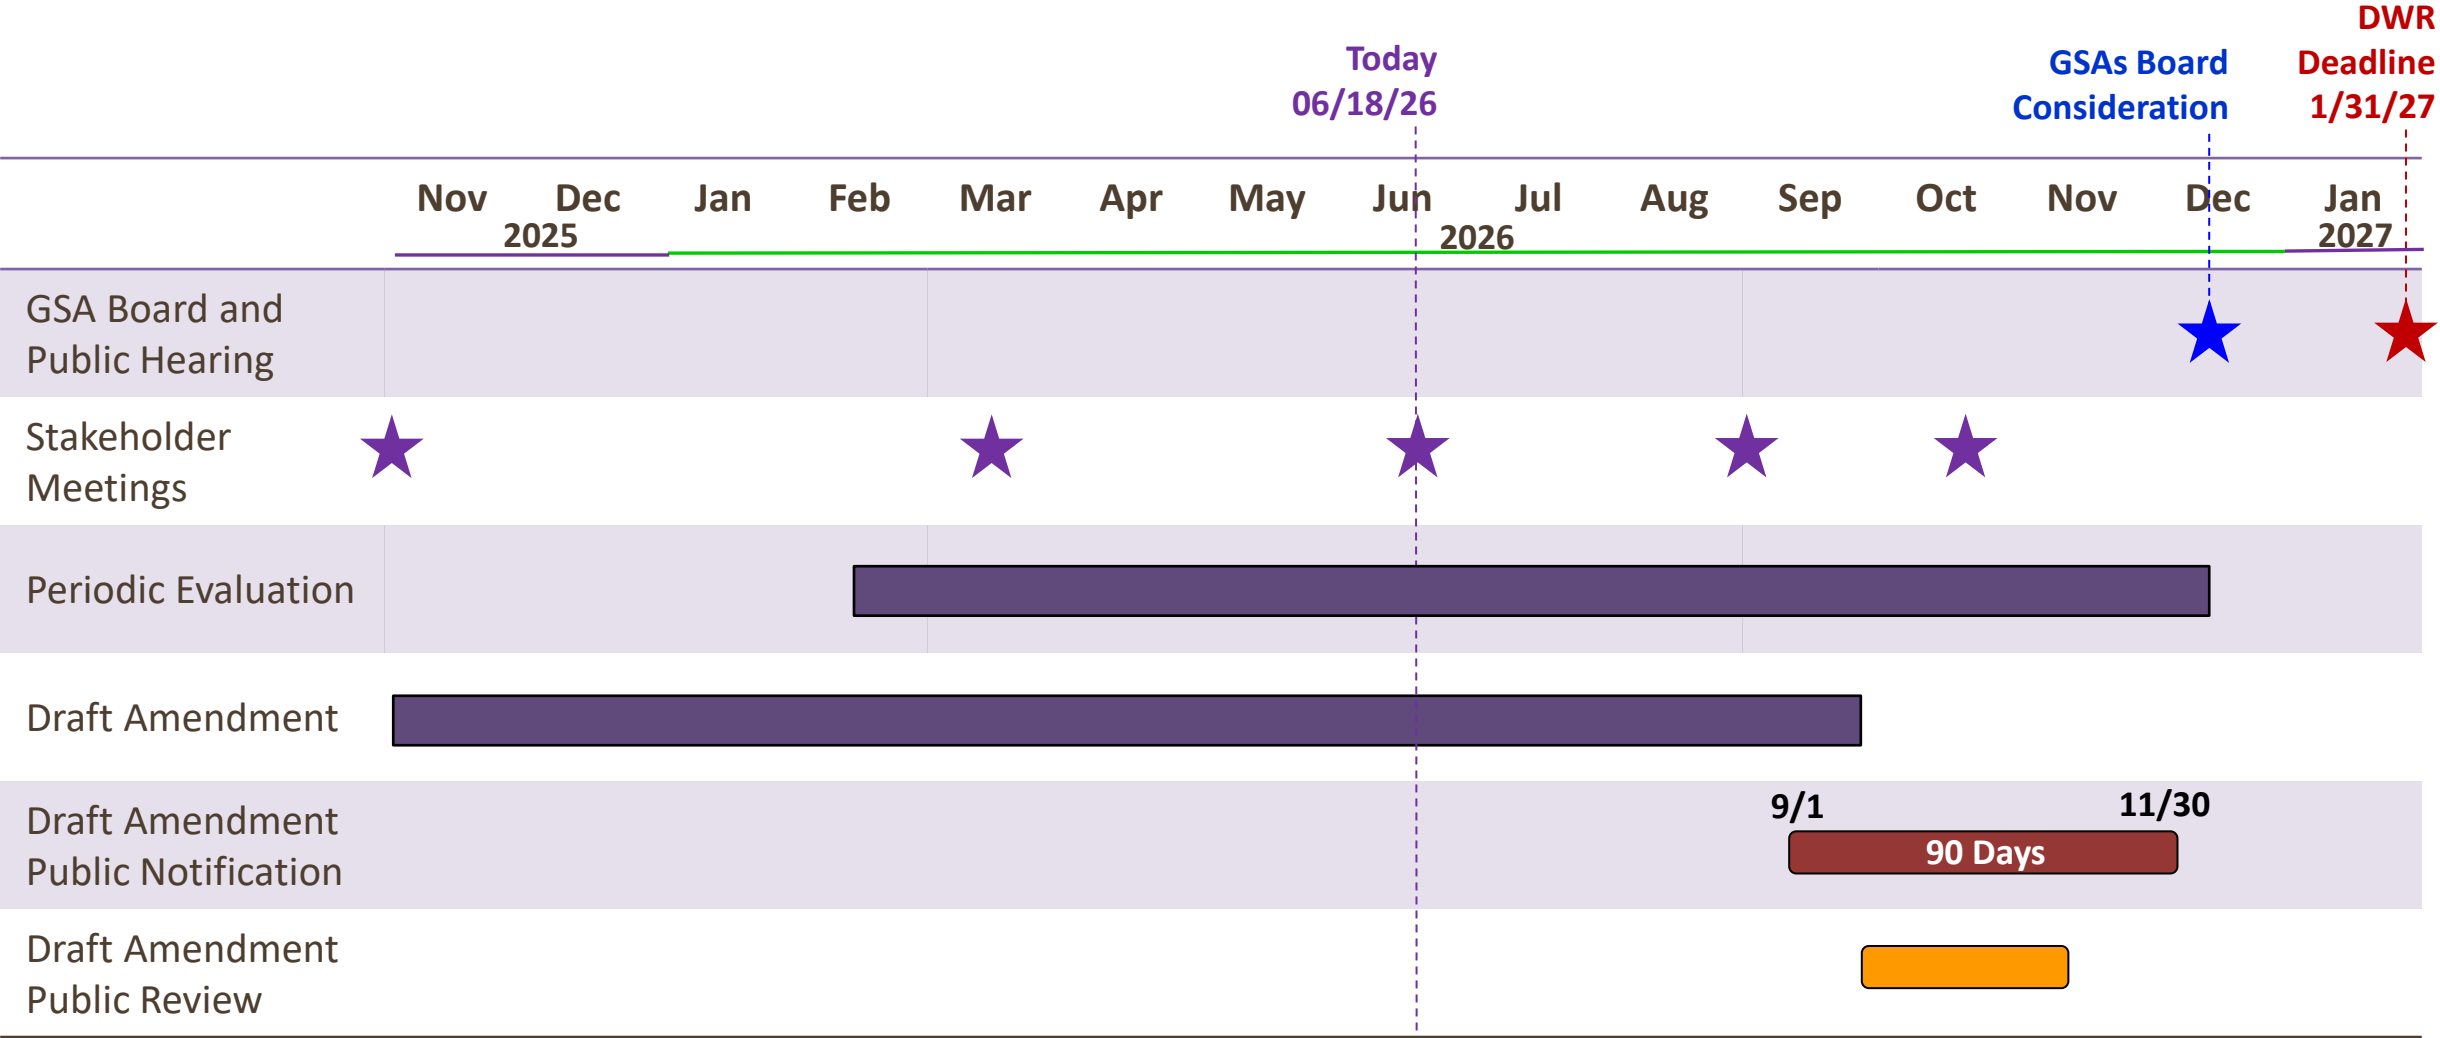 DWR
Deadline
1/31/27
GSAs Board
Consideration
Today
06/18/26
Nov Dec Jan Feb Mar Apr May Jun Jul Aug Sep Oct Nov Dec Jan
2025 2026 2027
GSA Board and
Public Hearing
Stakeholder
Meetings
Periodic Evaluation
Draft Amendment
Draft Amendment
Public Notification
9/1 11/30
90 Days
Draft Amendment
Public Review